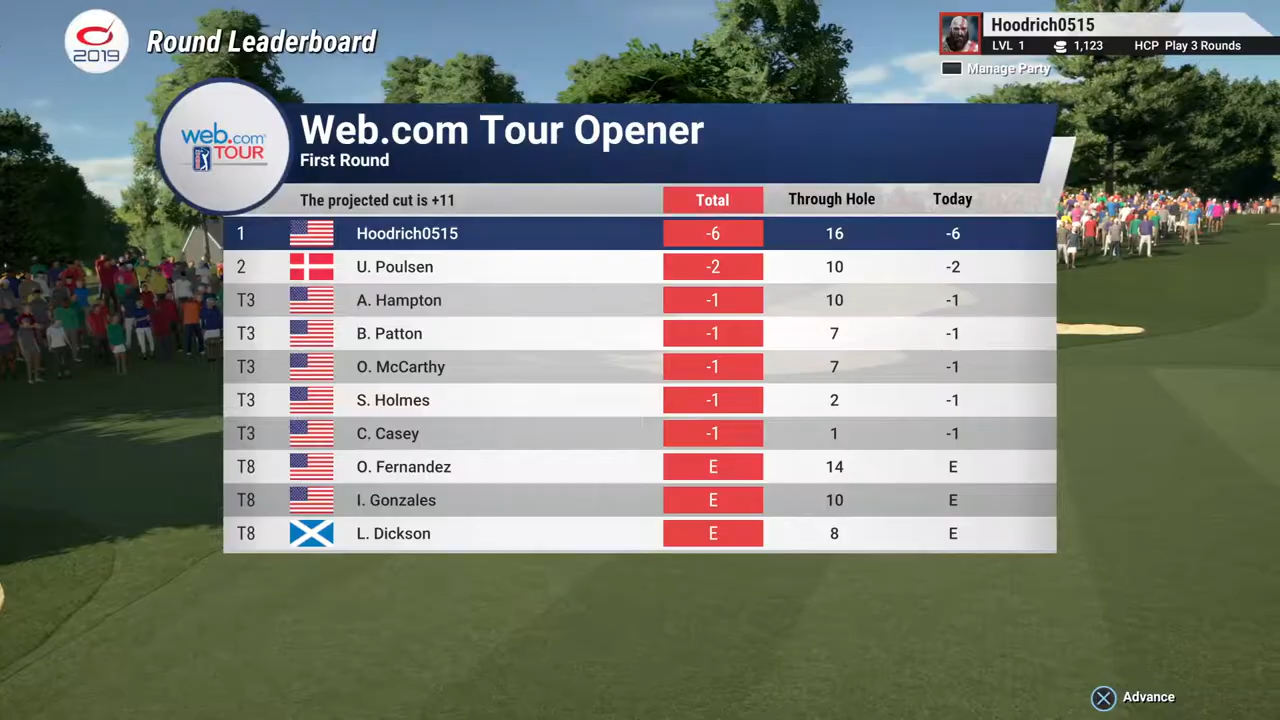 2019
Round Leaderboard
Hoodrich0515
LVL 1 1,123 HCP Play 3 Rounds
Manage Party
web.com
PGA TOUR
TOUR
Web.com Tour Opener
First Round
The projected cut is +11 Total Through Hole Today
1 Hoodrich0515 -6 16 -6
2 U. Poulsen -2 10 -2
T3 A. Hampton -1 10 -1
T3 B. Patton -1 7 -1
T3 O. McCarthy -1 7 -1
T3 S. Holmes -1 2 -1
T3 C. Casey -1 1 -1
T8 O. Fernandez E 14 E
T8 I. Gonzales E 10 E
T8 L. Dickson E 8 E
Advance